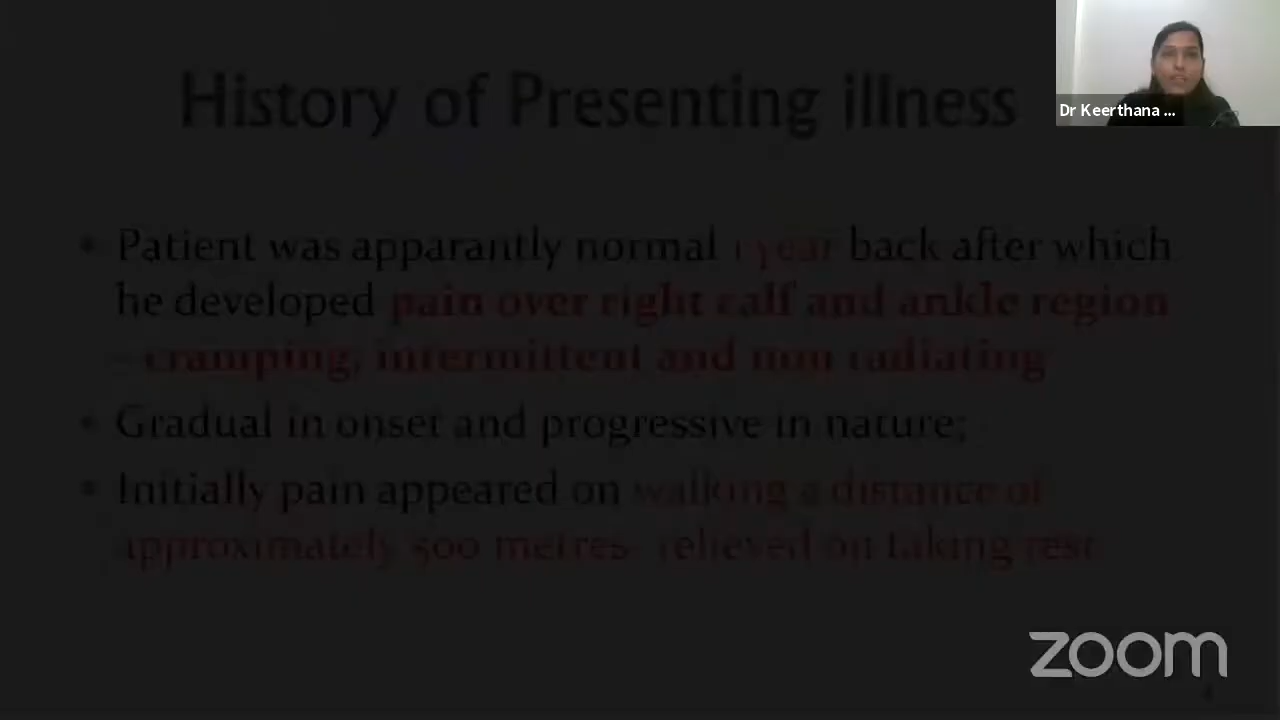 History of Presenting illness
Dr Keerthana ...
• Patient was apparantly normal 1 year back after which
he developed pain over right calf and ankle region
– cramping, intermittent and non radiating
• Gradual in onset and progressive in nature;
• Initially pain appeared on walking a distance of
approximately 500 metres relieved on taking rest
zoom